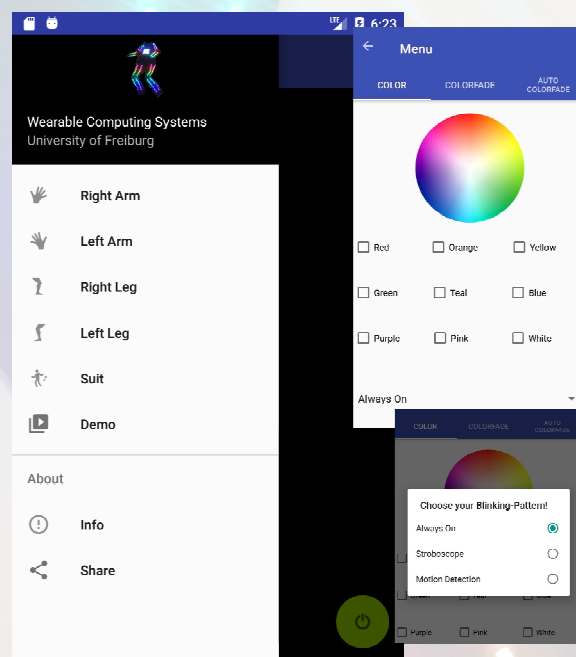 LTE
6:23
Wearable Computing Systems
University of Freiburg
Right Arm
Left Arm
Right Leg
Left Leg
Suit
Demo
About
Info
Share
Menu
COLOR COLORFADE AUTO
COLORFADE
Red Orange Yellow
Green Teal Blue
Purple Pink White
Always On
COLOR COLORFADE AUTO
COLORFADE
Choose your Blinking-Pattern!
Always On
Stroboscope
Motion Detection
Purple Pink White